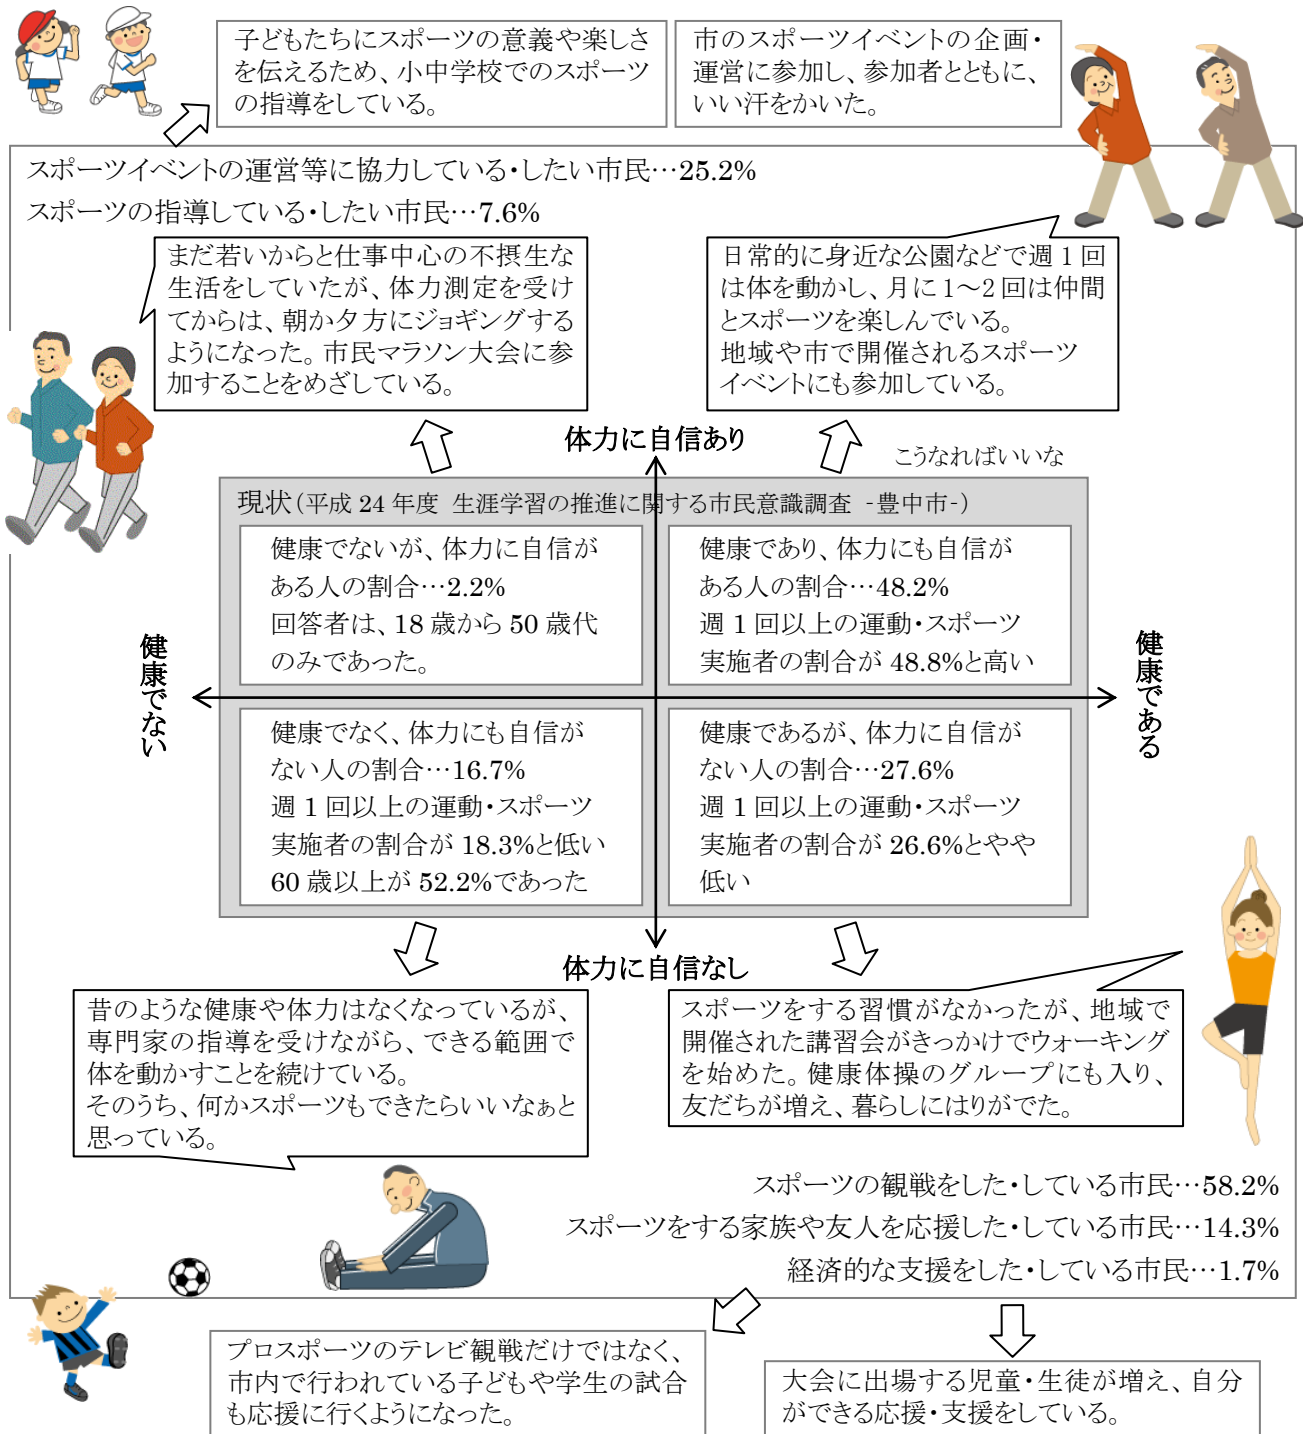 子どもたちにスポーツの意義や楽しさ
を伝えるため、小中学校でのスポーツ
の指導をしている。
市のスポーツイベントの企画・
運営に参加し、参加者とともに、
いい汗をかいた。
スポーツイベントの運営等に協力している・したい市民…25.2%
スポーツの指導している・したい市民…7.6%
まだ若いからと仕事中心の不摂生な
生活をしていたが、体力測定を受け
てからは、朝か夕方にジョギングする
ようになった。市民マラソン大会に参
加することをめざしている。
日常的に身近な公園などで週 1 回
は体を動かし、月に 1～2 回は仲間
とスポーツを楽しんでいる。
地域や市で開催されるスポーツ
イベントにも参加している。
体力に自信あり
こうなればいいな
現状(平成 24 年度 生涯学習の推進に関する市民意識調査 -豊中市-)
健康でないが、体力に自信が
ある人の割合…2.2%
回答者は、18 歳から 50 歳代
のみであった。
健康であり、体力にも自信が
ある人の割合…48.2%
週 1 回以上の運動・スポーツ
実施者の割合が 48.8%と高い
健康でない
健康である
健康でなく、体力にも自信が
ない人の割合…16.7%
週 1 回以上の運動・スポーツ
実施者の割合が 18.3%と低い
60 歳以上が 52.2%であった
健康であるが、体力に自信が
ない人の割合…27.6%
週 1 回以上の運動・スポーツ
実施者の割合が 26.6%とやや
低い
体力に自信なし
昔のような健康や体力はなくなっているが、
専門家の指導を受けながら、できる範囲で
体を動かすことを続けている。
そのうち、何かスポーツもできたらいいなぁと
思っている。
スポーツをする習慣がなかったが、地域で
開催された講習会がきっかけでウォーキング
を始めた。健康体操のグループにも入り、
友だちが増え、暮らしにはりがでた。
スポーツの観戦をした・している市民…58.2%
スポーツをする家族や友人を応援した・している市民…14.3%
経済的な支援をした・している市民…1.7%
プロスポーツのテレビ観戦だけではなく、
市内で行われている子どもや学生の試合
も応援に行くようになった。
大会に出場する児童・生徒が増え、自分
ができる応援・支援をしている。